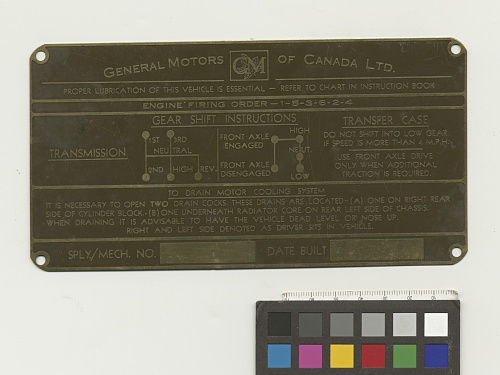 GENERAL MOTORS GM OF CANADA LTD.
PROPER LUBRICATION OF THIS VEHICLE IS ESSENTIAL – REFER TO CHART IN INSTRUCTION BOOK
ENGINE FIRING ORDER – 1-5-3-6-2-4
GEAR SHIFT INSTRUCTIONS
TRANSMISSION
1ST 3RD
NEUTRAL
2ND HIGH REV.
FRONT AXLE
ENGAGED
FRONT AXLE
DISENGAGED
HIGH
NEUT.
LOW
TRANSFER CASE
DO NOT SHIFT INTO LOW GEAR
IF SPEED IS MORE THAN 4 M.P.H.
USE FRONT AXLE DRIVE
ONLY WHEN ADDITIONAL
TRACTION IS REQUIRED.
TO DRAIN MOTOR COOLING SYSTEM
IT IS NECESSARY TO OPEN TWO DRAIN COCKS. THESE DRAINS ARE LOCATED:-(A) ONE ON RIGHT REAR
SIDE OF CYLINDER BLOCK-(B) ONE UNDERNEATH RADIATOR CORE ON REAR LEFT SIDE OF CHASSIS.
WHEN DRAINING IT IS ADVISABLE TO HAVE THE VEHICLE DEAD LEVEL OR NOSE UP.
RIGHT AND LEFT SIDE DENOTED AS DRIVER SITS IN VEHICLE.
SPLY/MECH. NO. DATE BUILT